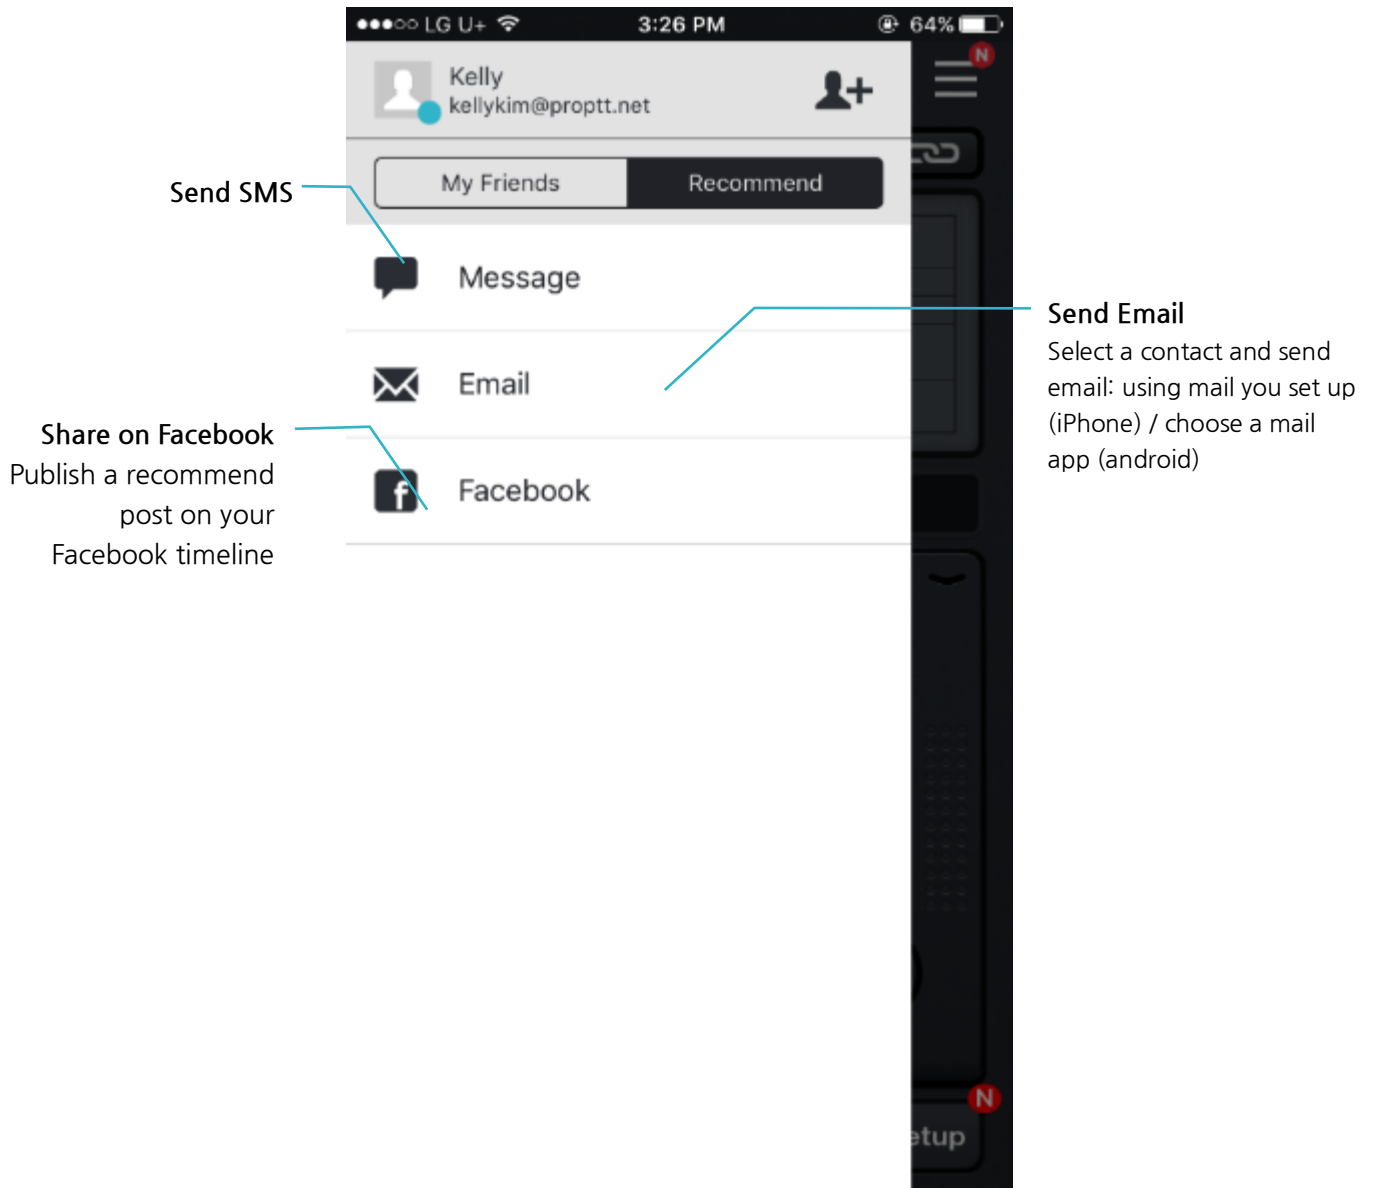 LG U+
3:26 PM
64%
N
Kelly
kellykim@proptt.net
My Friends
Recommend
Send SMS
Message
Send Email
Select a contact and send
email: using mail you set up
(iPhone) / choose a mail
app (android)
Email
Share on Facebook
Publish a recommend
post on your
Facebook timeline
Facebook
N
etup